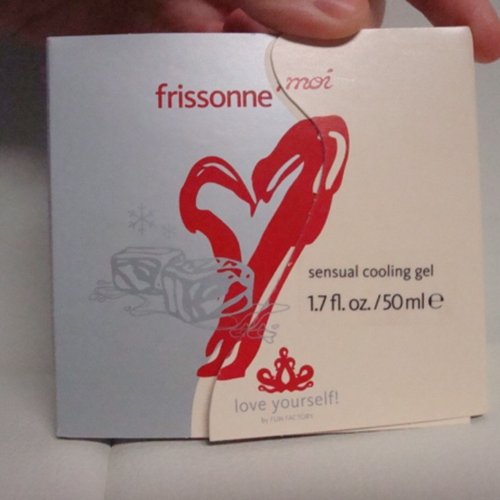 frissonne'moi
sensual cooling gel
1.7 fl. oz./50 ml ℮
love yourself!
by FUN FACTORY